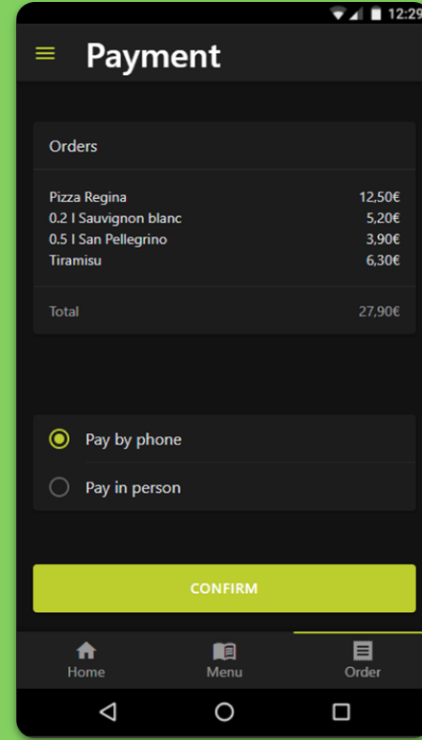 12:29
Payment
Orders
Pizza Regina 12,50€
0.2 l Sauvignon blanc 5,20€
0.5 l San Pellegrino 3,90€
Tiramisu 6,30€
Total 27,90€
Pay by phone
Pay in person
CONFIRM
Home Menu Order